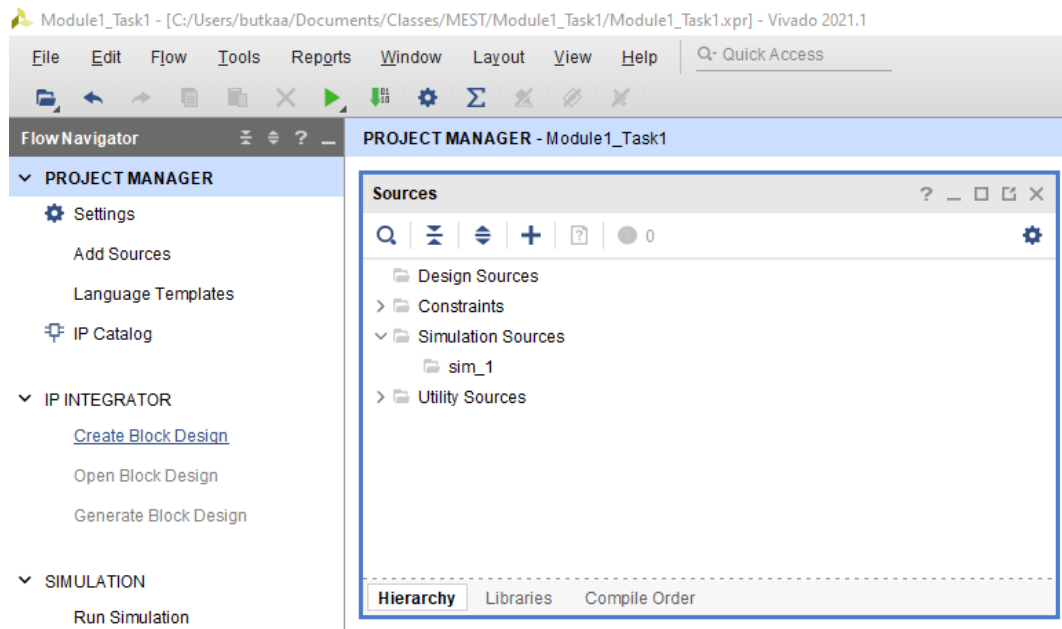 Module1_Task1 - [C:/Users/butkaa/Documents/Classes/MEST/Module1_Task1/Module1_Task1.xpr] - Vivado 2021.1
File Edit Flow Tools Reports Window Layout View Help Quick Access
Flow Navigator
PROJECT MANAGER - Module1_Task1
PROJECT MANAGER
Settings
Add Sources
Language Templates
IP Catalog
IP INTEGRATOR
Create Block Design
Open Block Design
Generate Block Design
SIMULATION
Run Simulation
Sources
0
Design Sources
Constraints
Simulation Sources
sim_1
Utility Sources
Hierarchy Libraries Compile Order